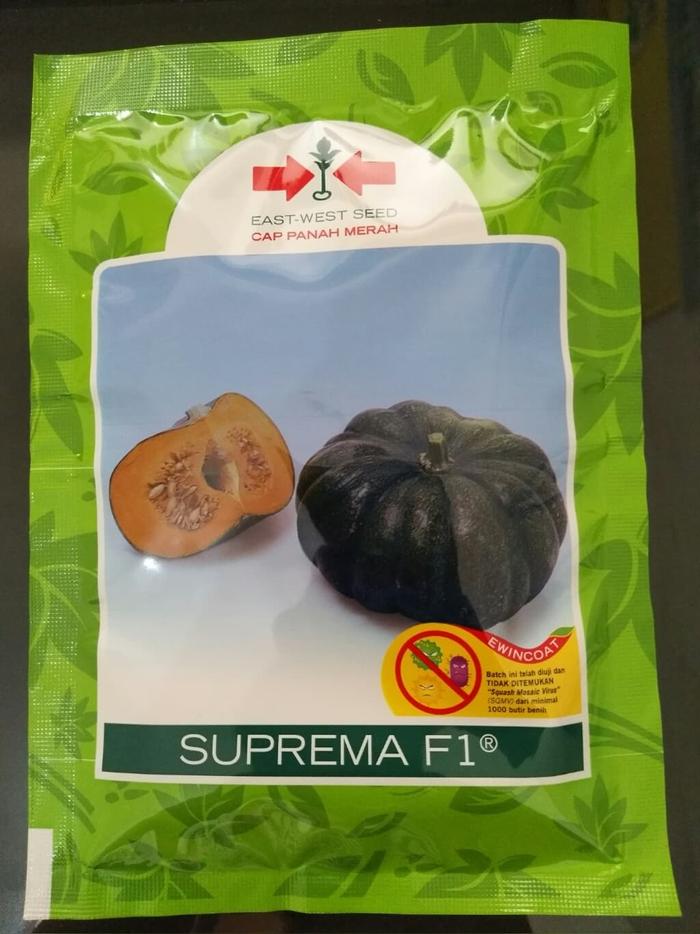 EAST-WEST SEED
CAP PANAH MERAH
EWINCOAT
Batch ini telah diuji dan
TIDAK DITEMUKAN
"Squash Mosaic Virus"
(SQMV) dari minimal
1000 butir benih
SUPREMA F1®